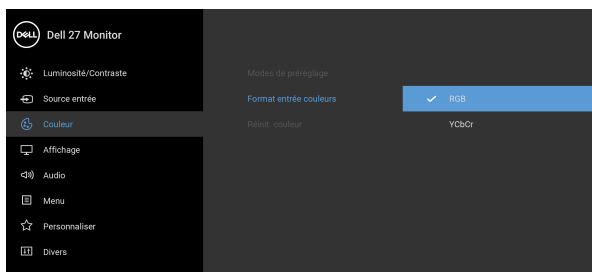 DELL
Dell 27 Monitor
Luminosité/Contraste
Modes de préréglage
Source entrée
Format entrée couleurs
RGB
Couleur
Réinit. couleur
YCbCr
Affichage
Audio
Menu
Personnaliser
Divers